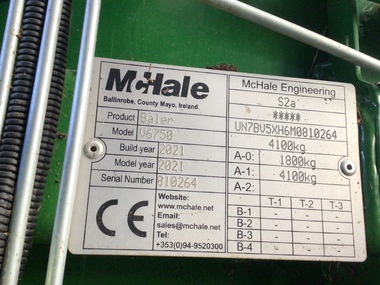 McHale
Ballinrobe, County Mayo, Ireland.
Product Baler
Model V6750
Build year 2021
Model year 2021
Serial Number 810264
CE
Website:
www.mchale.net
Email:
sales@mchale.net
Tel:
+353(0)94-9520300
McHale Engineering
S2a
*****
UN7BV5XH6M0810264
4100kg
A-0: 1800kg
A-1: 4100kg
A-2:
T-1 T-2 T-3
B-1 - - -
B-2 - - -
B-3 - - -
B-4 - - -